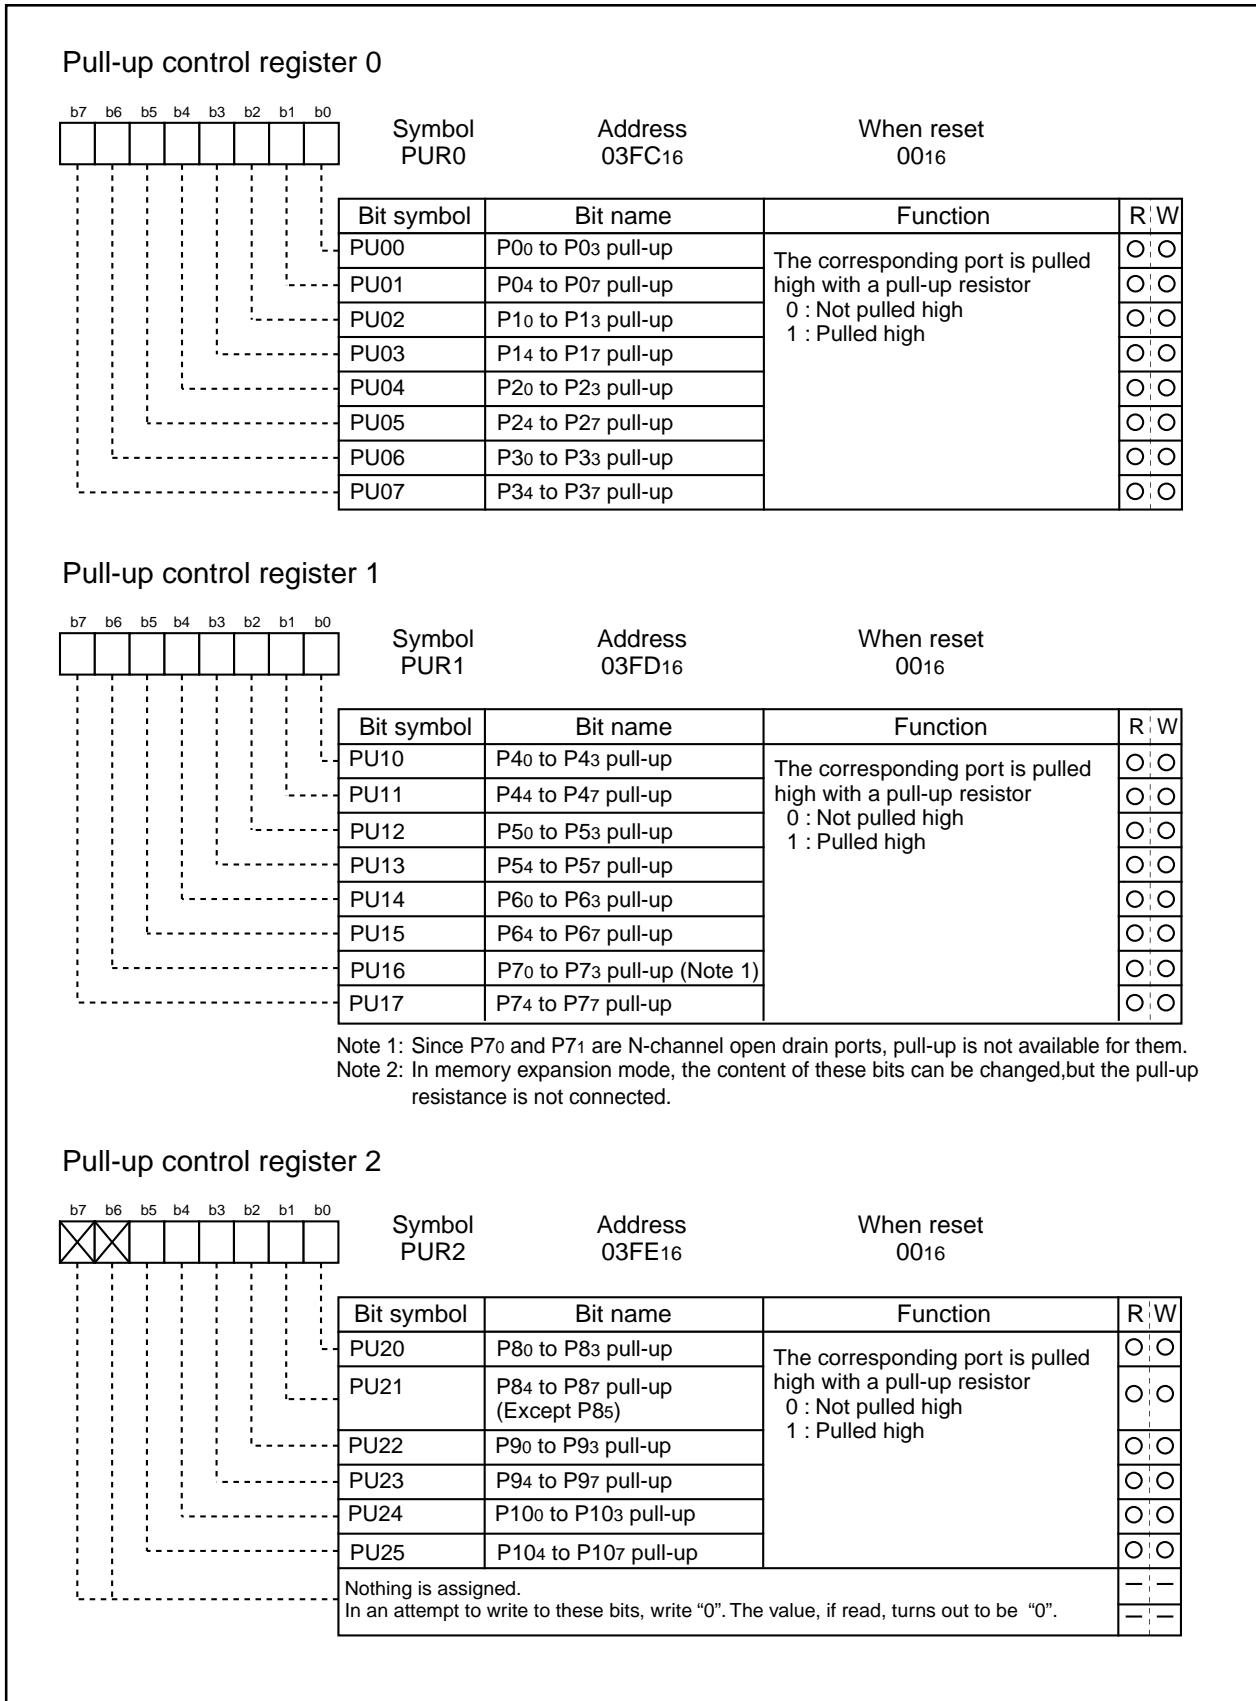 Pull-up control register 0
b7 b6 b5 b4 b3 b2 b1 b0
Symbol Address When reset
PUR0 03FC16 0016
Bit symbol Bit name Function R W
PU00 P00 to P03 pull-up The corresponding port is pulled
PU01 P04 to P07 pull-up high with a pull-up resistor
PU02 P10 to P13 pull-up 0 : Not pulled high
PU03 P14 to P17 pull-up 1 : Pulled high
PU04 P20 to P23 pull-up
PU05 P24 to P27 pull-up
PU06 P30 to P33 pull-up
PU07 P34 to P37 pull-up
Pull-up control register 1
b7 b6 b5 b4 b3 b2 b1 b0
Symbol Address When reset
PUR1 03FD16 0016
Bit symbol Bit name Function R W
PU10 P40 to P43 pull-up The corresponding port is pulled
PU11 P44 to P47 pull-up high with a pull-up resistor
PU12 P50 to P53 pull-up 0 : Not pulled high
PU13 P54 to P57 pull-up 1 : Pulled high
PU14 P60 to P63 pull-up
PU15 P64 to P67 pull-up
PU16 P70 to P73 pull-up (Note 1)
PU17 P74 to P77 pull-up
Note 1: Since P70 and P71 are N-channel open drain ports, pull-up is not available for them.
Note 2: In memory expansion mode, the content of these bits can be changed,but the pull-up
resistance is not connected.
Pull-up control register 2
b7 b6 b5 b4 b3 b2 b1 b0
Symbol Address When reset
PUR2 03FE16 0016
Bit symbol Bit name Function R W
PU20 P80 to P83 pull-up The corresponding port is pulled
PU21 P84 to P87 pull-up high with a pull-up resistor
(Except P85) 0 : Not pulled high
PU22 P90 to P93 pull-up 1 : Pulled high
PU23 P94 to P97 pull-up
PU24 P100 to P103 pull-up
PU25 P104 to P107 pull-up
Nothing is assigned.
In an attempt to write to these bits, write “0”. The value, if read, turns out to be “0”.